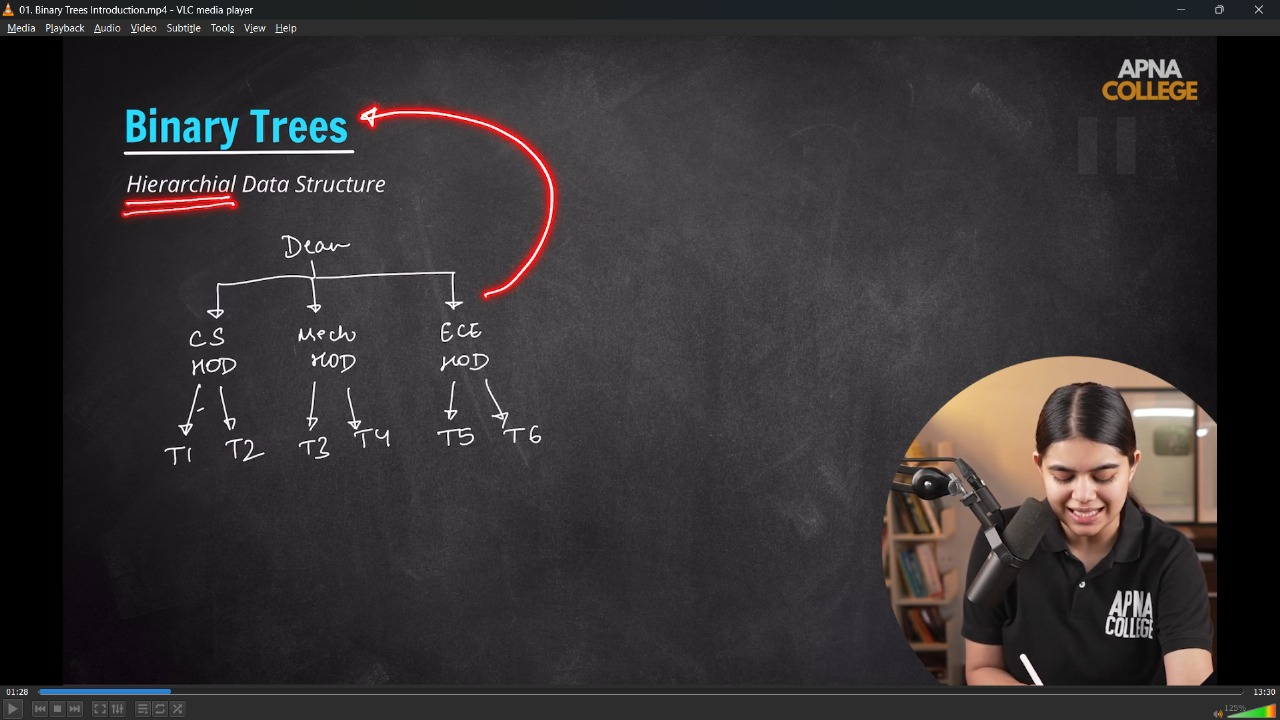 01. Binary Trees Introduction.mp4 - VLC media player
Media Playback Audio Video Subtitle Tools View Help
APNA
COLLEGE
Binary Trees
Hierarchial Data Structure
Dean
CS Mech ECE
HOD HOD HOD
T1 T2 T3 T4 T5 T6
APNA
COLLEGE
01:28 13:30
125%